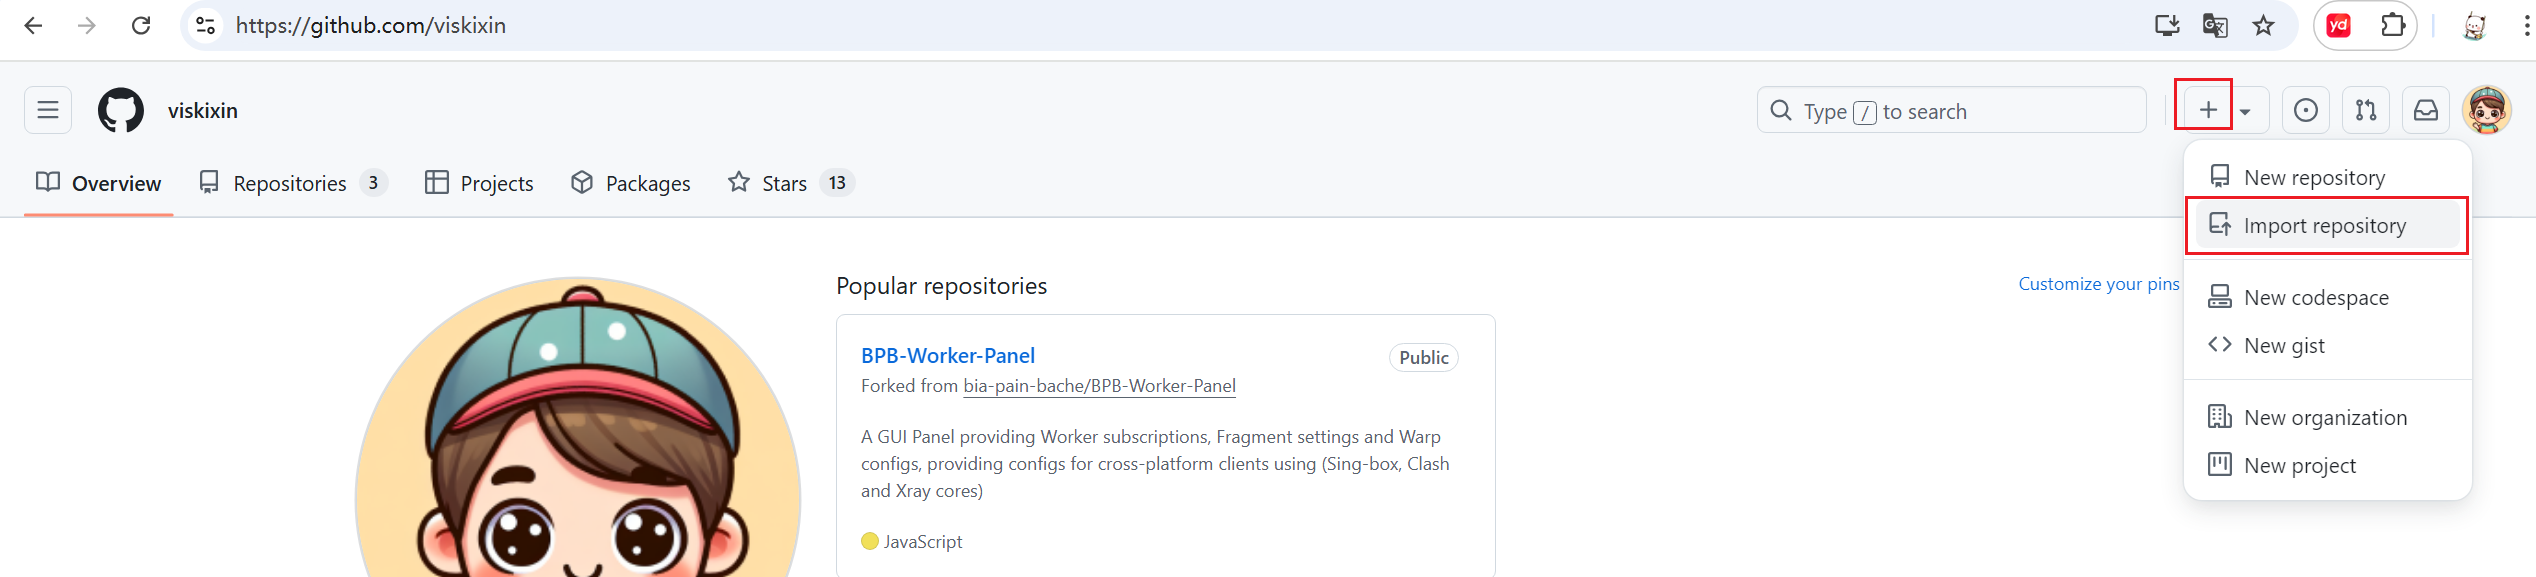 https://github.com/viskixin
yd
viskixin
Type / to search
Overview
Repositories 3
Projects
Packages
Stars 13
New repository
Import repository
New codespace
New gist
New organization
New project
Popular repositories
Customize your pins
BPB-Worker-Panel
Public
Forked from bia-pain-bache/BPB-Worker-Panel
A GUI Panel providing Worker subscriptions, Fragment settings and Warp
configs, providing configs for cross-platform clients using (Sing-box, Clash
and Xray cores)
JavaScript